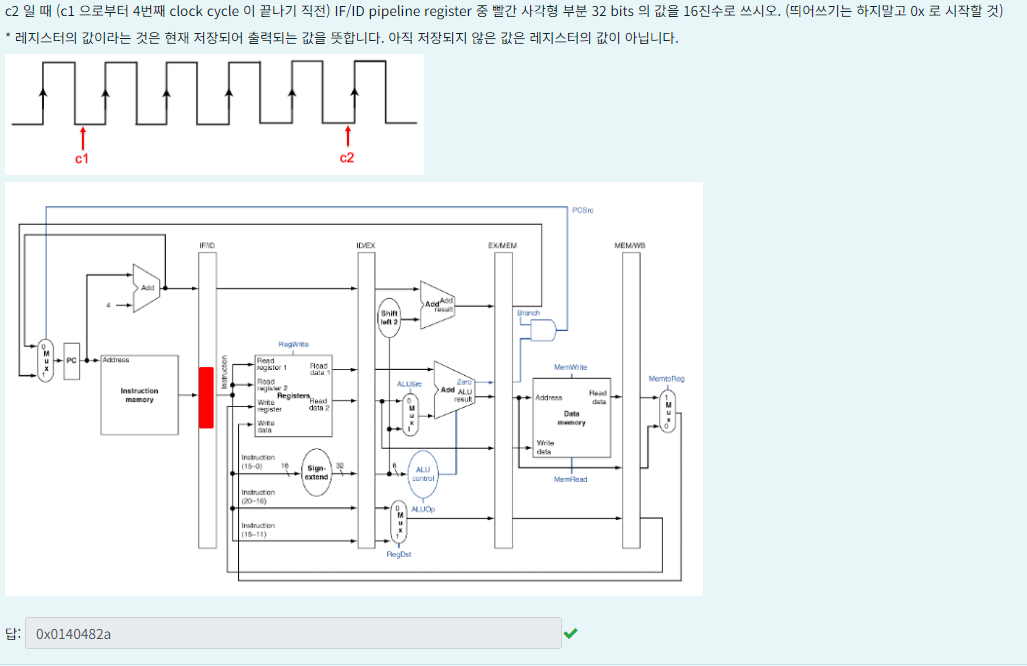 c2 일 때 (c1 으로부터 4번째 clock cycle 이 끝나기 직전) IF/ID pipeline register 중 빨간 사각형 부분 32 bits 의 값을 16진수로 쓰시오. (띄어쓰기는 하지말고 0x 로 시작할 것)
* 레지스터의 값이라는 것은 현재 저장되어 출력되는 값을 뜻합니다. 아직 저장되지 않은 값은 레지스터의 값이 아닙니다.
c1
c2
PCSrc
IF/ID
ID/EX
EX/MEM
MEM/WB
Add
4
Shift
left 2
Add Add
result
Branch
RegWrite
0
M
u
x
1
PC
Address
Instruction
memory
Instruction
Read
register 1
Read
data 1
Read
register 2
Registers
Write
register
Read
data 2
Write
data
ALUSrc
0
M
u
x
1
Zero
Add ALU
result
MemWrite
Address
Read
data
Data
memory
Write
data
MemRead
MemtoReg
1
M
u
x
0
Instruction
(15-0)
16
Sign-
extend
32
6
ALU
control
Instruction
(20-16)
0
M
u
x
1
ALUOp
Instruction
(15-11)
RegDst
답:
0x0140482a